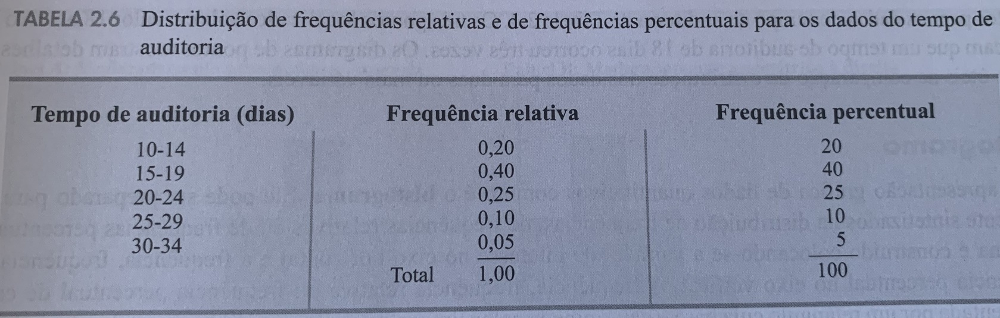 TABELA 2.6 Distribuição de frequências relativas e de frequências percentuais para os dados do tempo de
auditoria
Tempo de auditoria (dias) Frequência relativa Frequência percentual
10-14 0,20 20
15-19 0,40 40
20-24 0,25 25
25-29 0,10 10
30-34 0,05 5
Total 1,00 100